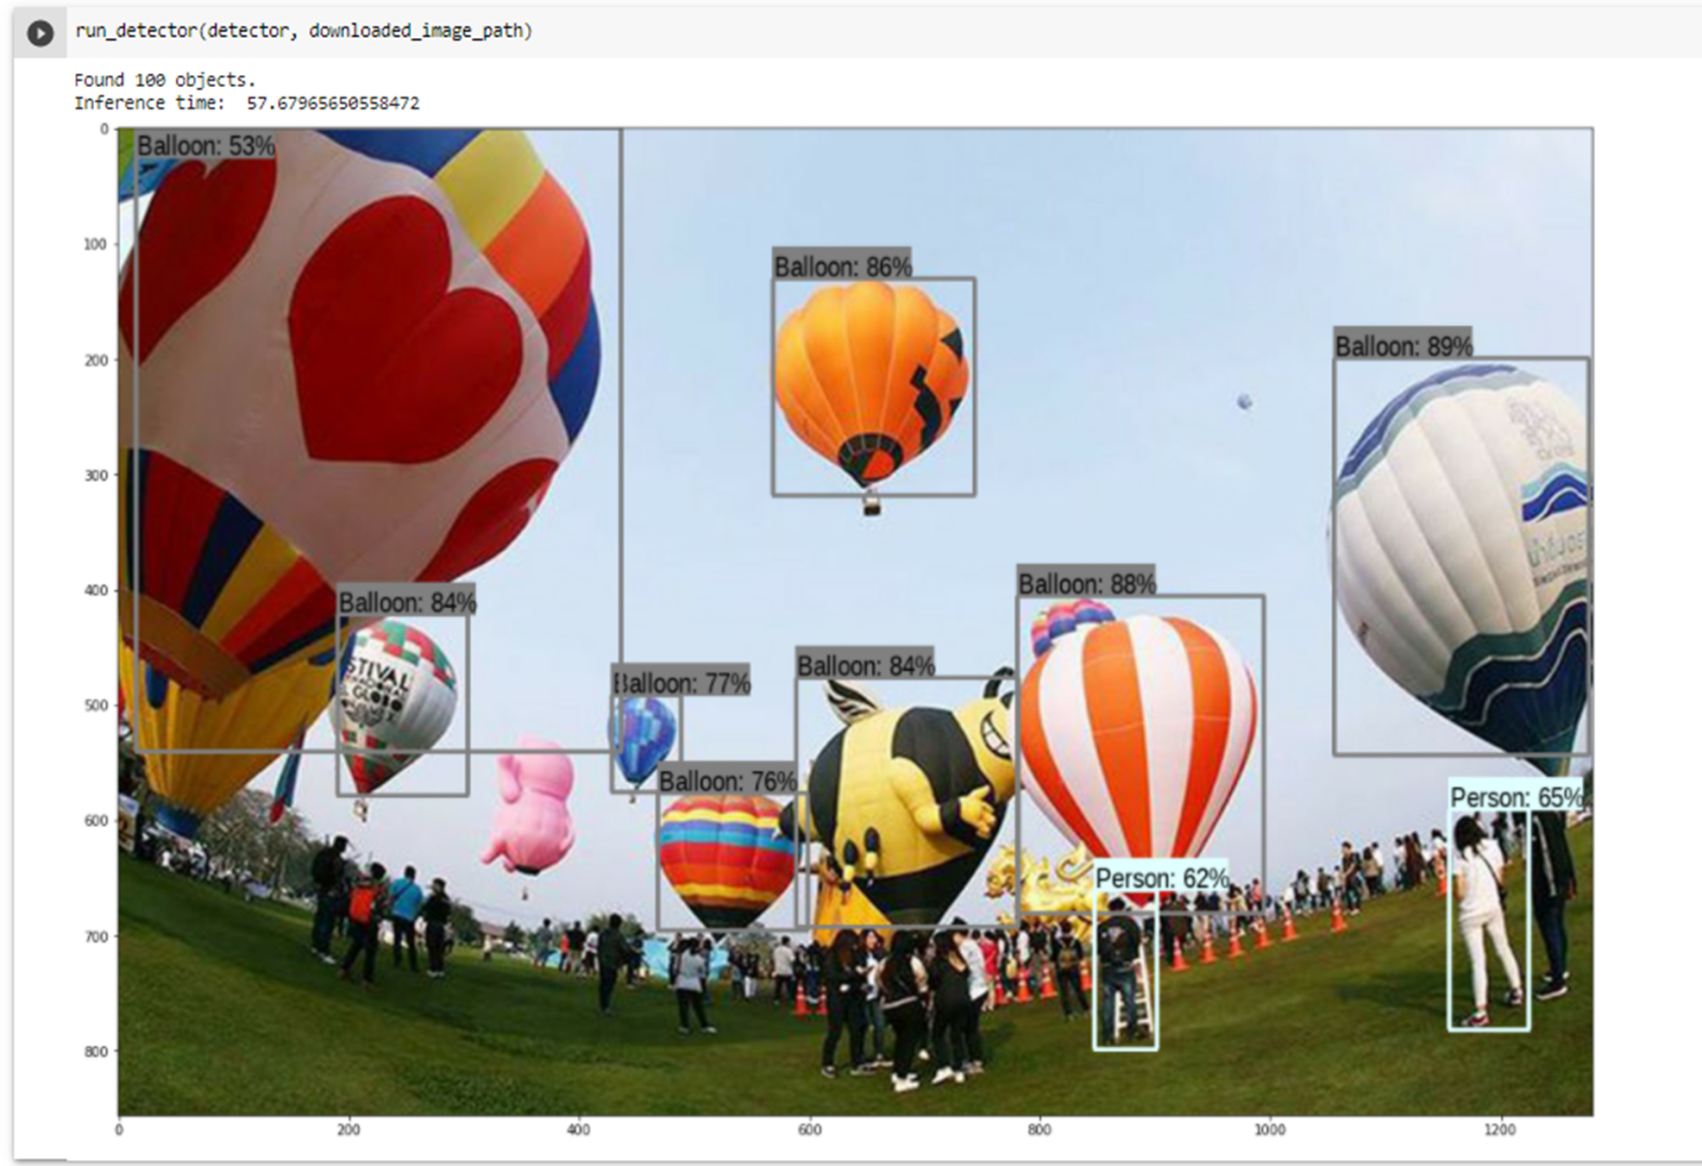 run_detector(detector, downloaded_image_path)
Found 100 objects.
Inference time:  57.67965650558472
0
Balloon: 53%
100
Balloon: 86%
200
Balloon: 89%
300
400
Balloon: 88%
Balloon: 84%
STIVAL
GLOBO
Balloon: 84%
Balloon: 77%
500
Balloon: 76%
Person: 65%
600
Person: 62%
700
800
0
200
400
600
800
1000
1200